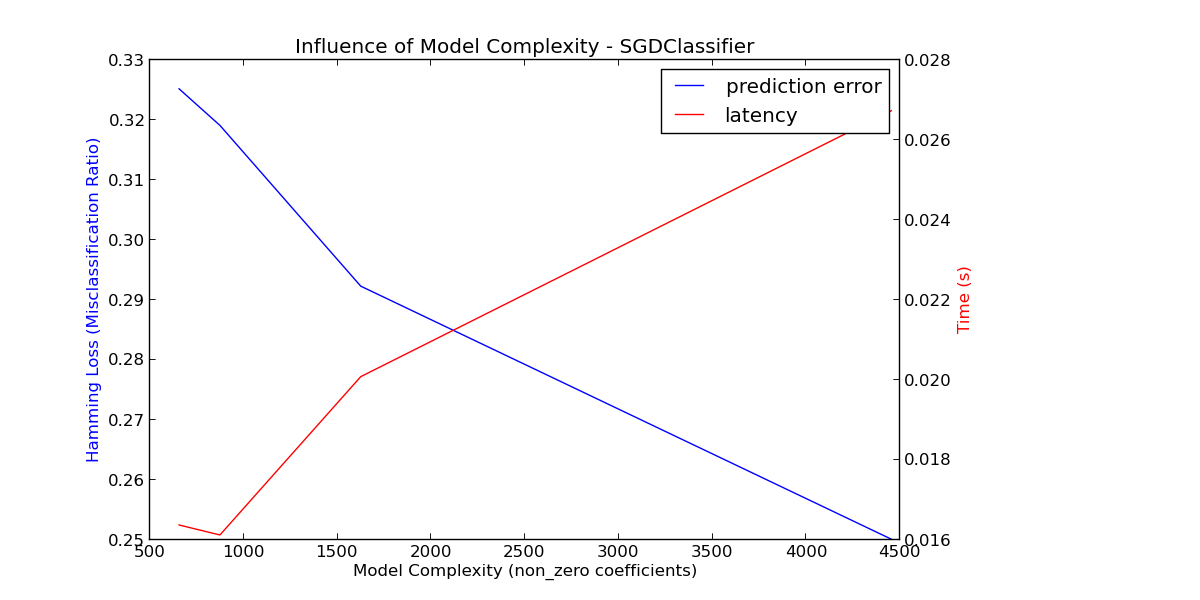 Influence of Model Complexity - SGDClassifier
prediction error
latency
Hamming Loss (Misclassification Ratio)
0.33
0.32
0.31
0.30
0.29
0.28
0.27
0.26
0.25
0.028
0.026
0.024
0.022
0.020
0.018
0.016
Time (s)
500 1000 1500 2000 2500 3000 3500 4000 4500
Model Complexity (non_zero coefficients)